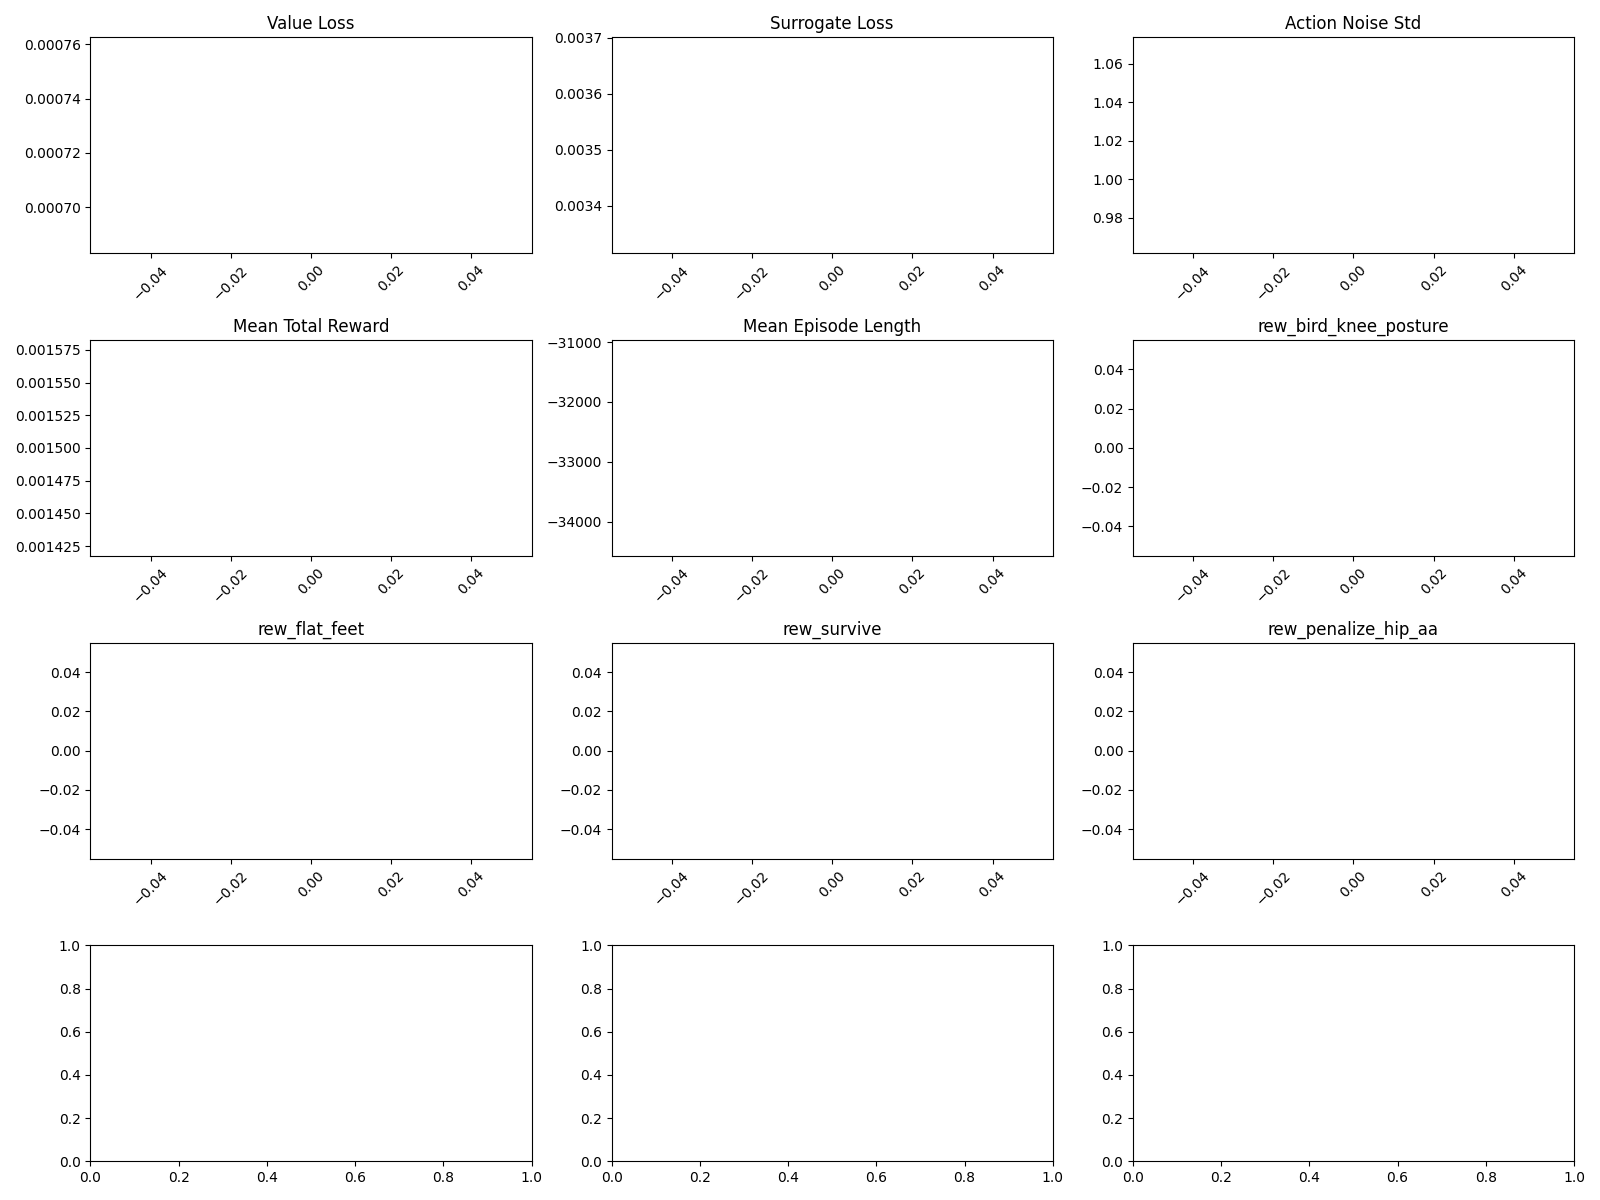 Value Loss
0.00076
0.00074
0.00072
0.00070
−0.04 −0.02 0.00 0.02 0.04
Surrogate Loss
0.0037
0.0036
0.0035
0.0034
−0.04 −0.02 0.00 0.02 0.04
Action Noise Std
1.06
1.04
1.02
1.00
0.98
−0.04 −0.02 0.00 0.02 0.04
Mean Total Reward
0.001575
0.001550
0.001525
0.001500
0.001475
0.001450
0.001425
−0.04 −0.02 0.00 0.02 0.04
Mean Episode Length
−31000
−32000
−33000
−34000
−0.04 −0.02 0.00 0.02 0.04
rew_bird_knee_posture
0.04
0.02
0.00
−0.02
−0.04
−0.04 −0.02 0.00 0.02 0.04
rew_flat_feet
0.04
0.02
0.00
−0.02
−0.04
−0.04 −0.02 0.00 0.02 0.04
rew_survive
0.04
0.02
0.00
−0.02
−0.04
−0.04 −0.02 0.00 0.02 0.04
rew_penalize_hip_aa
0.04
0.02
0.00
−0.02
−0.04
−0.04 −0.02 0.00 0.02 0.04
1.0
0.8
0.6
0.4
0.2
0.0
0.0 0.2 0.4 0.6 0.8 1.0
1.0
0.8
0.6
0.4
0.2
0.0
0.0 0.2 0.4 0.6 0.8 1.0
1.0
0.8
0.6
0.4
0.2
0.0
0.0 0.2 0.4 0.6 0.8 1.0